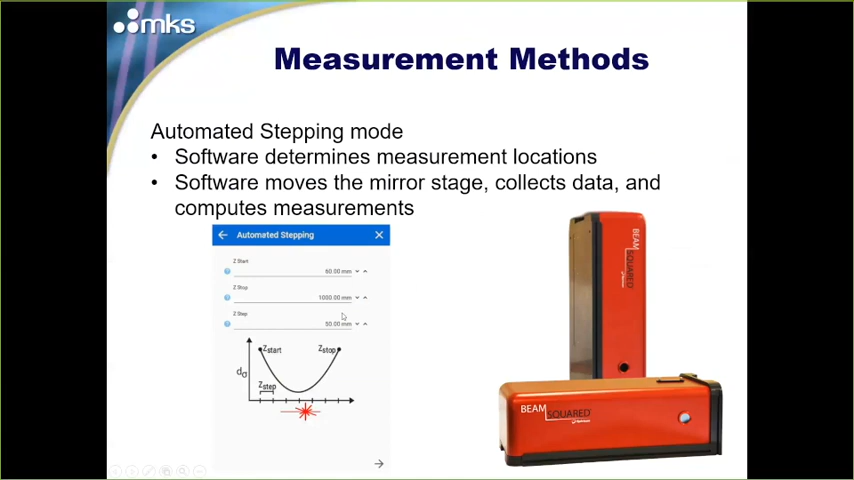 mks
Measurement Methods
Automated Stepping mode
• Software determines measurement locations
• Software moves the mirror stage, collects data, and
computes measurements
Automated Stepping
Z Start
60.00 mm
Z Stop
1000.00 mm
Z Step
50.00 mm
Zstart
Zstop
dσ
Zstep
BEAM
SQUARED
BEAM
SQUARED